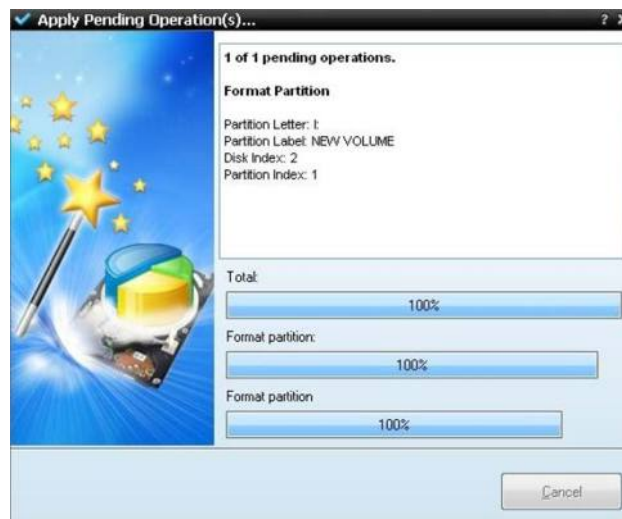 Apply Pending Operation(s)...
? X
1 of 1 pending operations.
Format Partition
Partition Letter: I:
Partition Label: NEW VOLUME
Disk Index: 2
Partition Index: 1
Total:
100%
Format partition:
100%
Format partition
100%
Cancel